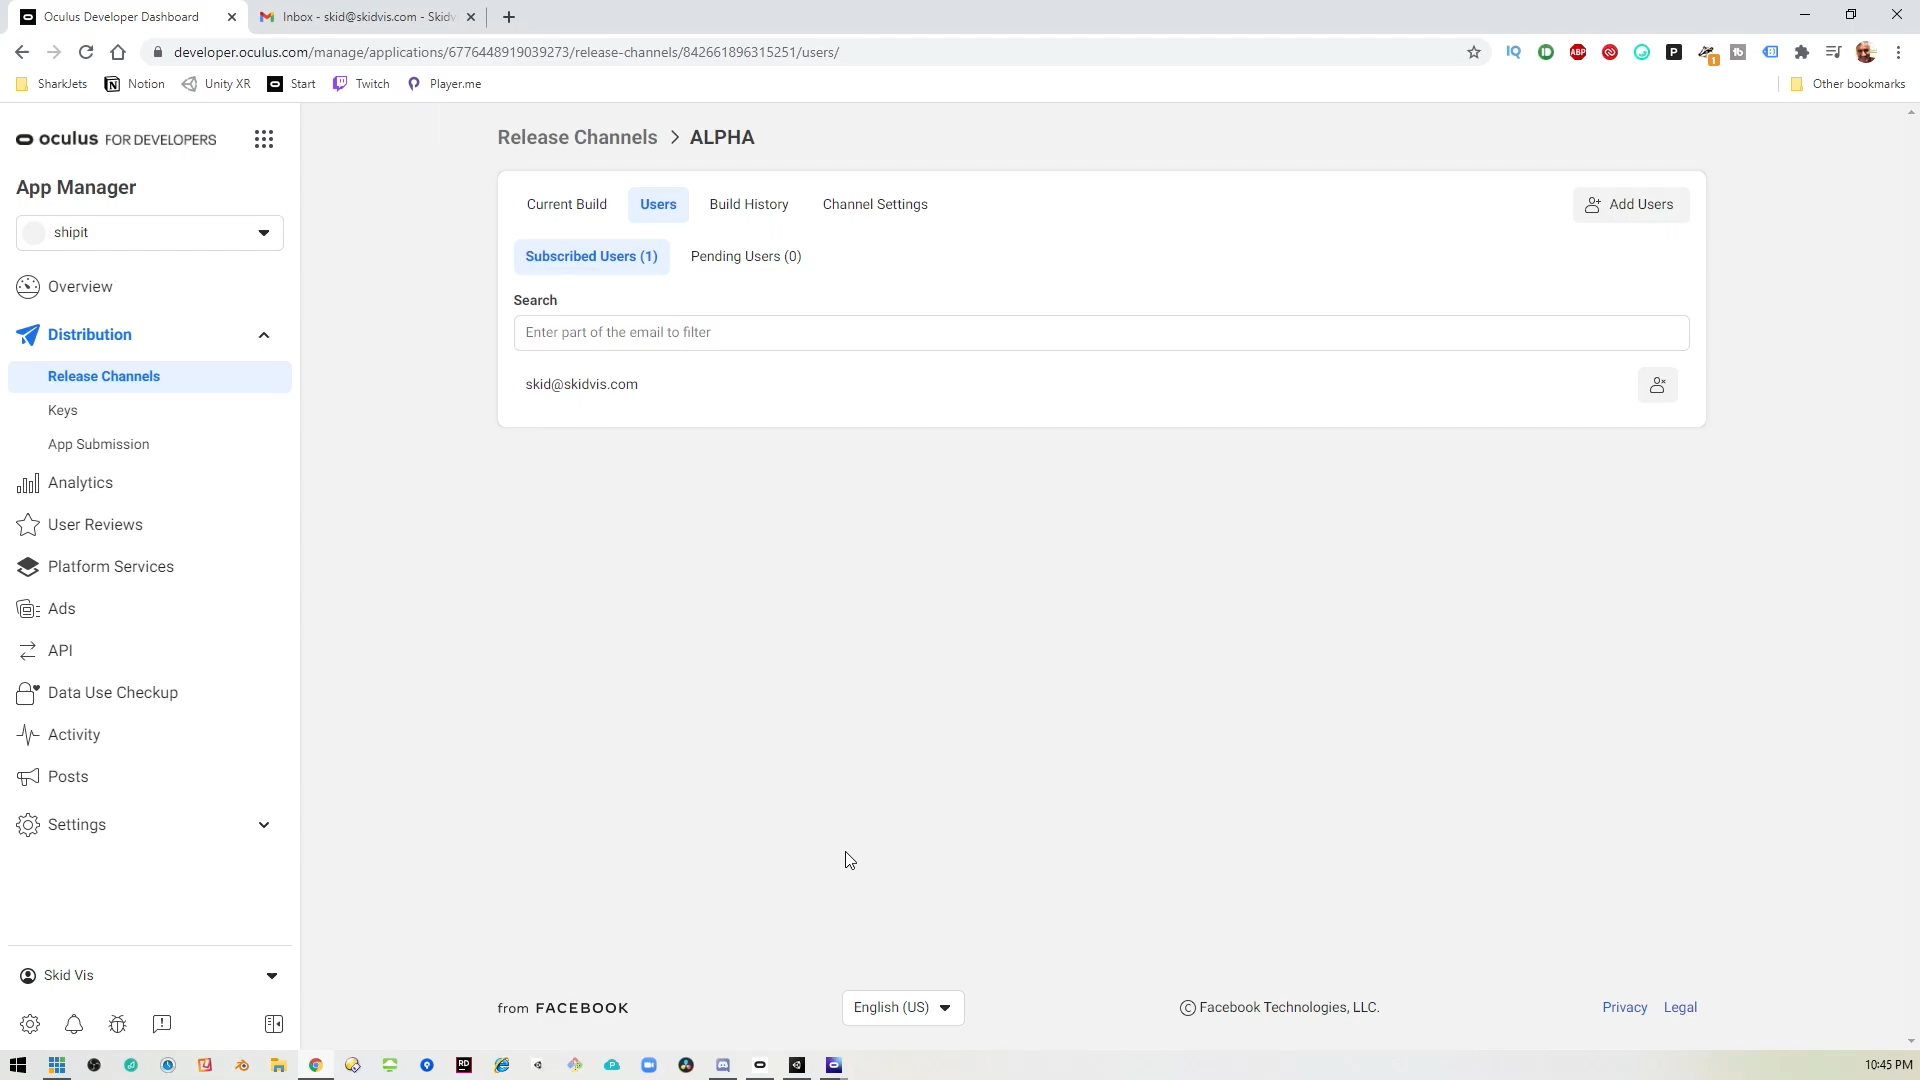 Oculus Developer Dashboard
Inbox - skid@skidvis.com - Skidv
developer.oculus.com/manage/applications/6776448919039273/release-channels/842661896315251/users/
IQ
ABP
P
1
SharkJets
Notion
Unity XR
Start
Twitch
Player.me
Other bookmarks
oculus FOR DEVELOPERS
App Manager
shipit
Overview
Distribution
Release Channels
Keys
App Submission
Analytics
User Reviews
Platform Services
Ads
API
Data Use Checkup
Activity
Posts
Settings
Skid Vis
Release Channels > ALPHA
Current Build
Users
Build History
Channel Settings
Add Users
Subscribed Users (1)
Pending Users (0)
Search
Enter part of the email to filter
skid@skidvis.com
from FACEBOOK
English (US)
© Facebook Technologies, LLC.
Privacy
Legal
RD
10:45 PM